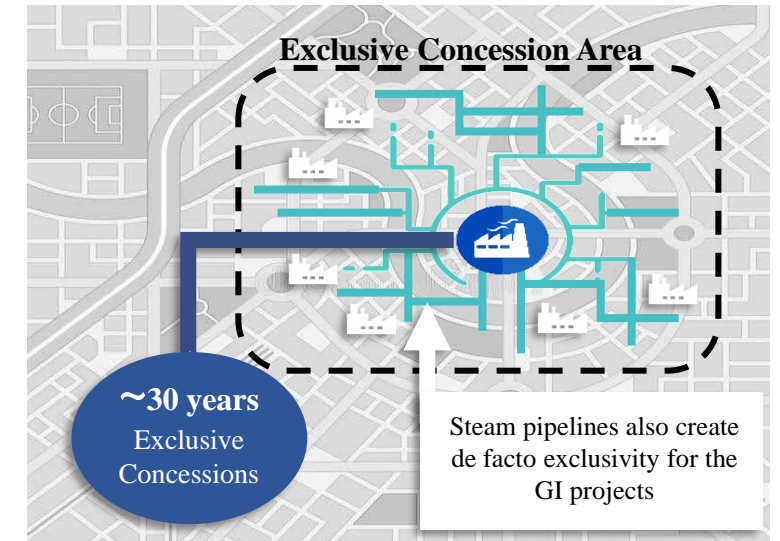 Exclusive Concession Area
~30 years
Exclusive
Concessions
Steam pipelines also create
de facto exclusivity for the
GI projects